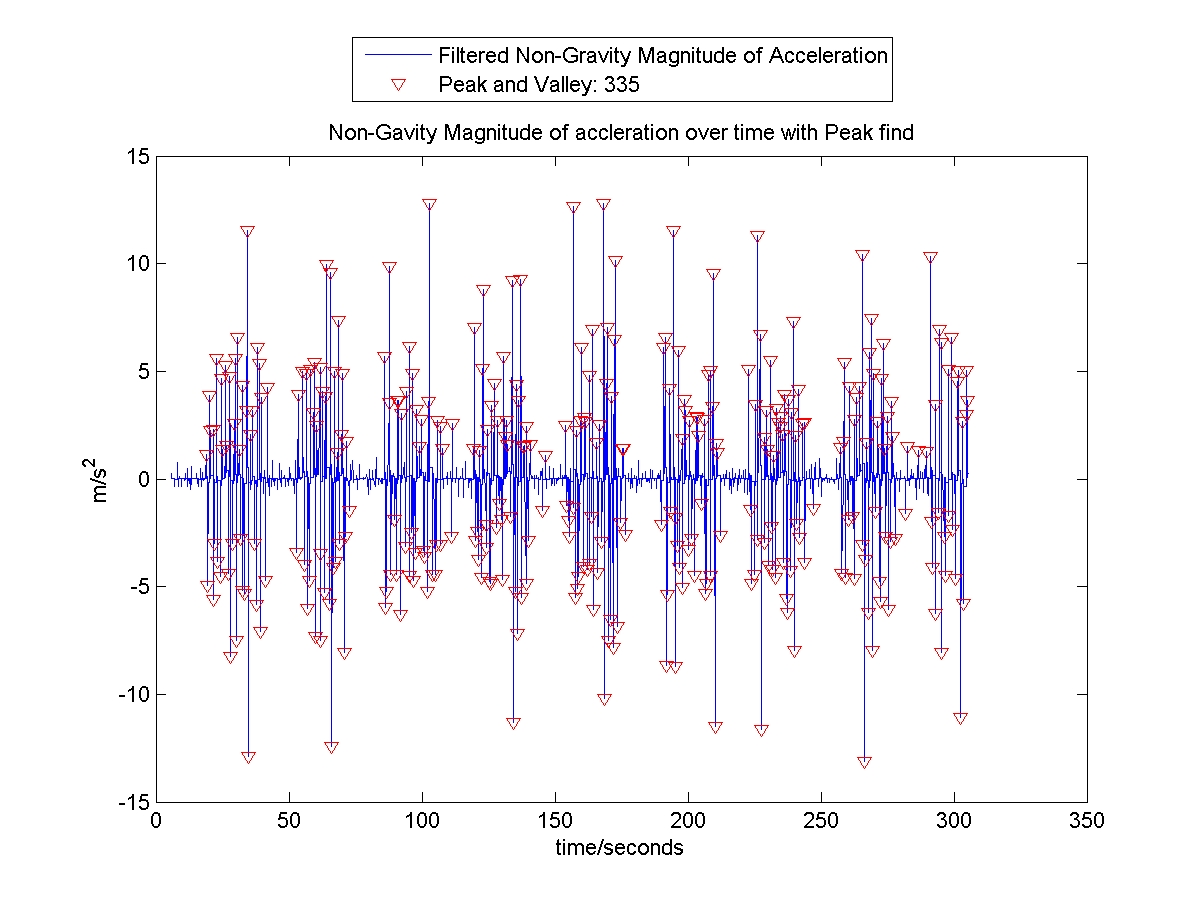 Filtered Non-Gravity Magnitude of Acceleration
Peak and Valley: 335
Non-Gavity Magnitude of accleration over time with Peak find
15
10
5
0
-5
-10
-15
m/s²
0 50 100 150 200 250 300 350
time/seconds